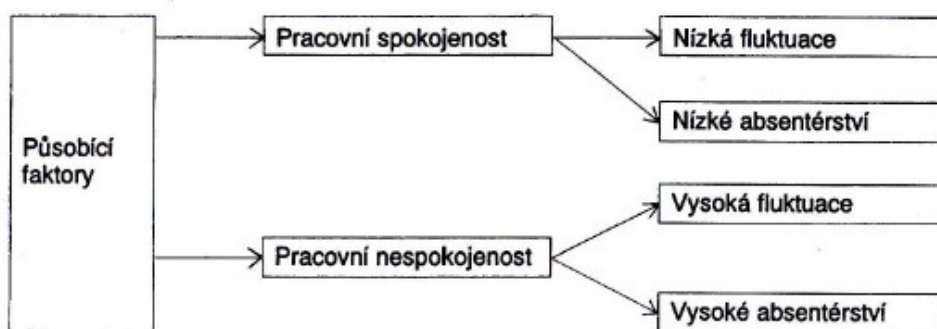 Působící
faktory
Pracovní spokojenost
Nízká fluktuace
Nízké absentérství
Pracovní nespokojenost
Vysoká fluktuace
Vysoké absentérství